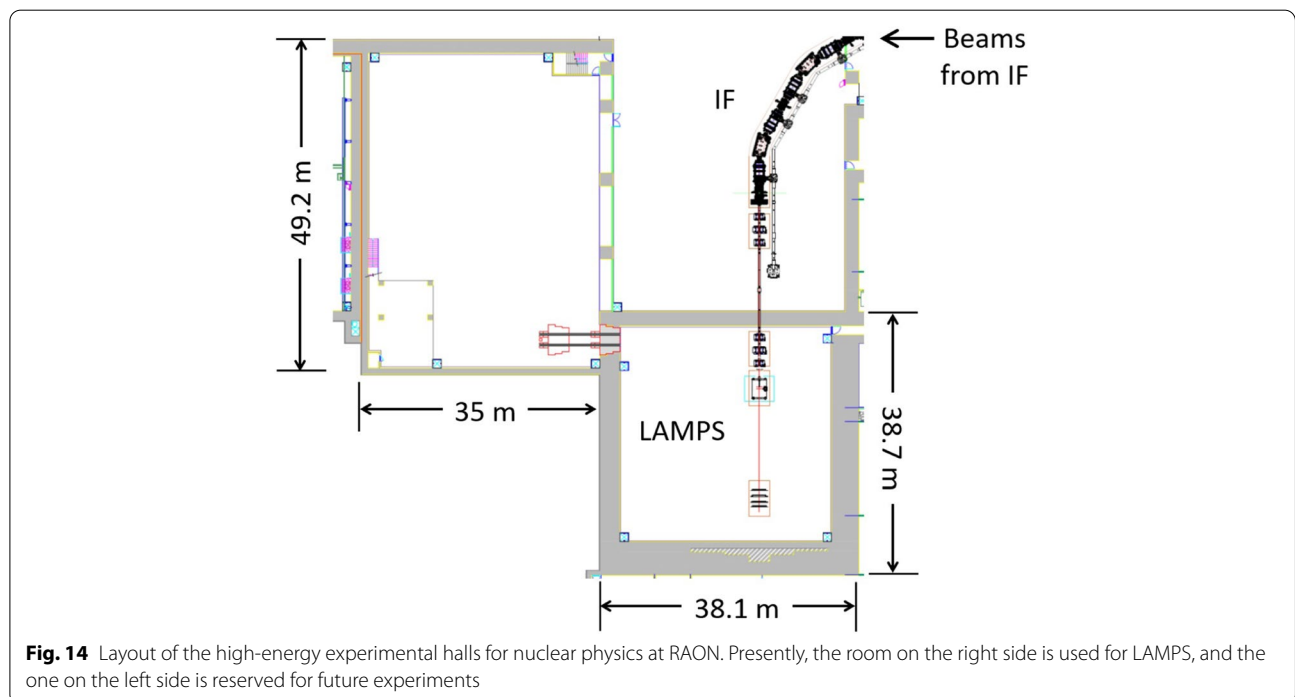 Beams
from IF
IF
49.2 m
35 m
LAMPS
38.7 m
38.1 m
Fig. 14 Layout of the high-energy experimental halls for nuclear physics at RAON. Presently, the room on the right side is used for LAMPS, and the
one on the left side is reserved for future experiments